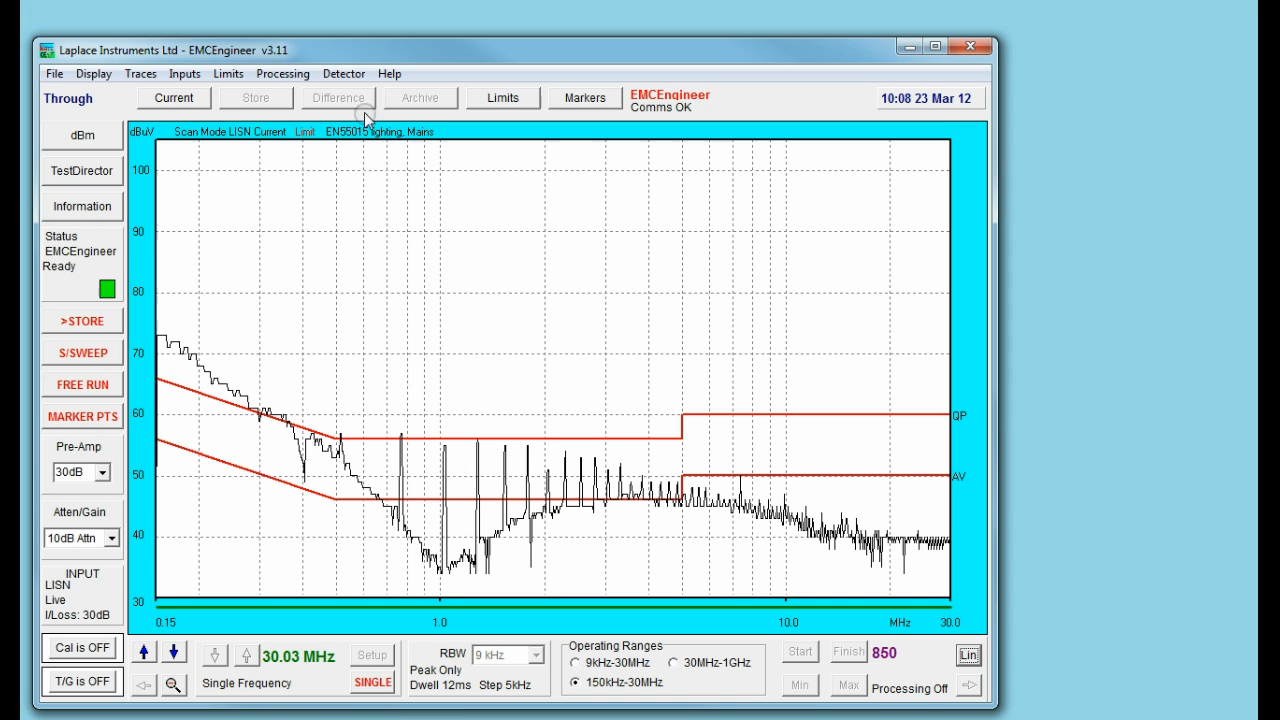 Laplace Instruments Ltd - EMCEngineer v3.11
File Display Traces Inputs Limits Processing Detector Help
Through Current Store Difference Archive Limits Markers EMCEngineer Comms OK 10:08 23 Mar 12
dBuV Scan Mode LISN Current Limit EN55015 lighting, Mains
dBm
TestDirector
Information
Status
EMCEngineer
Ready
>STORE
S/SWEEP
FREE RUN
MARKER PTS
Pre-Amp
30dB
Atten/Gain
10dB Attn
INPUT
LISN
Live
I/Loss: 30dB
Cal is OFF
T/G is OFF
100
90
80
70
60
50
40
30
QP
AV
0.15 1.0 10.0 MHz 30.0
30.03 MHz Setup
Single Frequency SINGLE
RBW 9 kHz
Peak Only
Dwell 12ms Step 5kHz
Operating Ranges
9kHz-30MHz 30MHz-1GHz
150kHz-30MHz
Start Finish 850 Lin
Min Max Processing Off